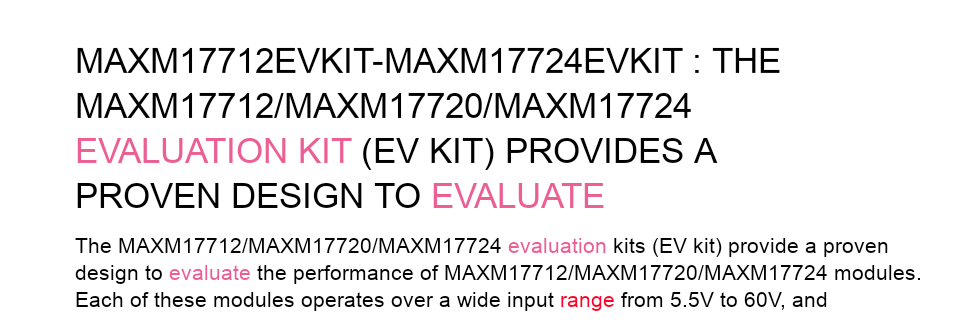 MAXM17712EVKIT-MAXM17724EVKIT : THE
MAXM17712/MAXM17720/MAXM17724
EVALUATION KIT (EV KIT) PROVIDES A
PROVEN DESIGN TO EVALUATE
The MAXM17712/MAXM17720/MAXM17724 evaluation kits (EV kit) provide a proven
design to evaluate the performance of MAXM17712/MAXM17720/MAXM17724 modules.
Each of these modules operates over a wide input range from 5.5V to 60V, and